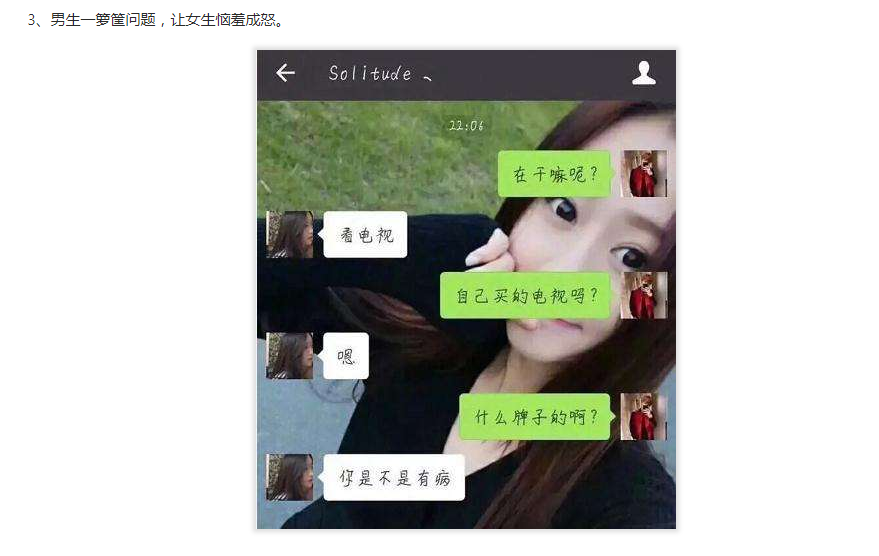 3、男生一箩筐问题，让女生恼羞成怒。
Solitude 、
22:06
在干嘛呢？
看电视
自己买的电视吗？
嗯
什么牌子的啊？
你是不是有病